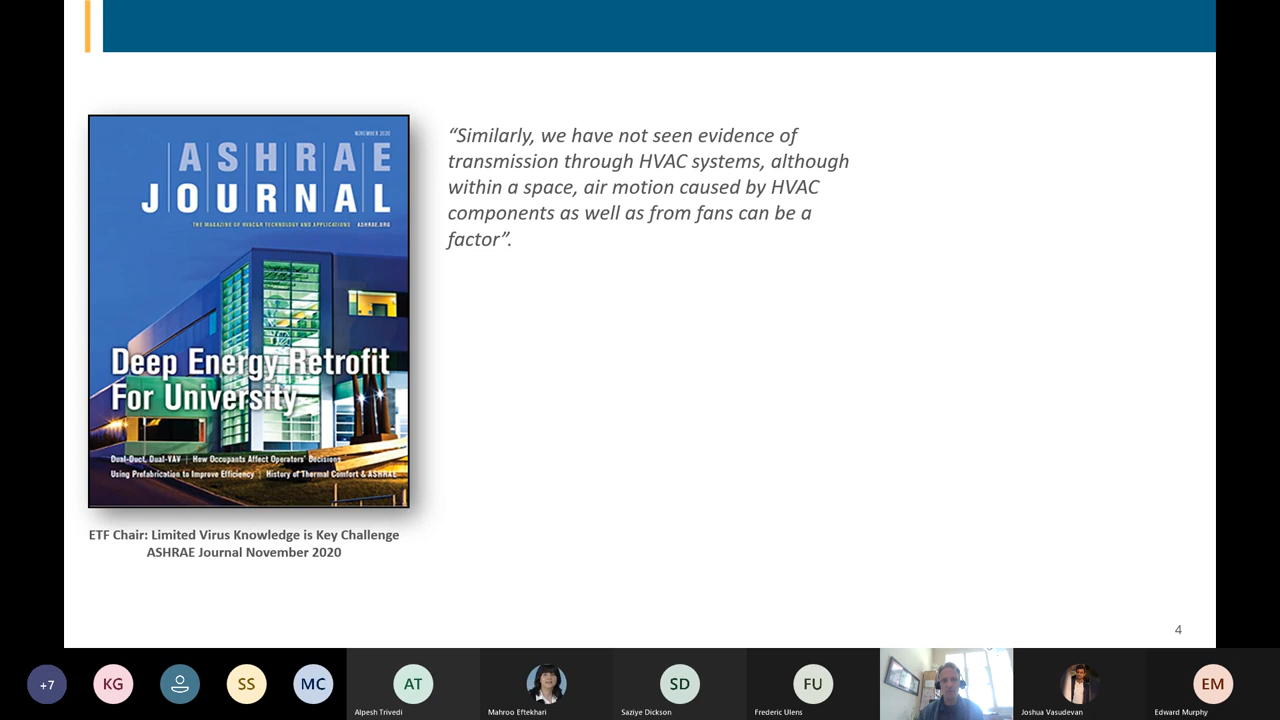 NOVEMBER 2020
ASHRAE
JOURNAL
THE MAGAZINE OF HVAC&R TECHNOLOGY AND APPLICATIONS ASHRAE.ORG
Deep Energy Retrofit
For University
Dual-Duct, Dual-VAV | How Occupants Affect Operators' Decisions
Using Prefabrication to Improve Efficiency | History of Thermal Comfort & ASHRAE
ETF Chair: Limited Virus Knowledge is Key Challenge
ASHRAE Journal November 2020
“Similarly, we have not seen evidence of
transmission through HVAC systems, although
within a space, air motion caused by HVAC
components as well as from fans can be a
factor”.
4
+7
KG
SS
MC
AT
Alpesh Trivedi
Mahroo Eftekhari
SD
Saziye Dickson
FU
Frederic Ulens
Joshua Vasudevan
EM
Edward Murphy